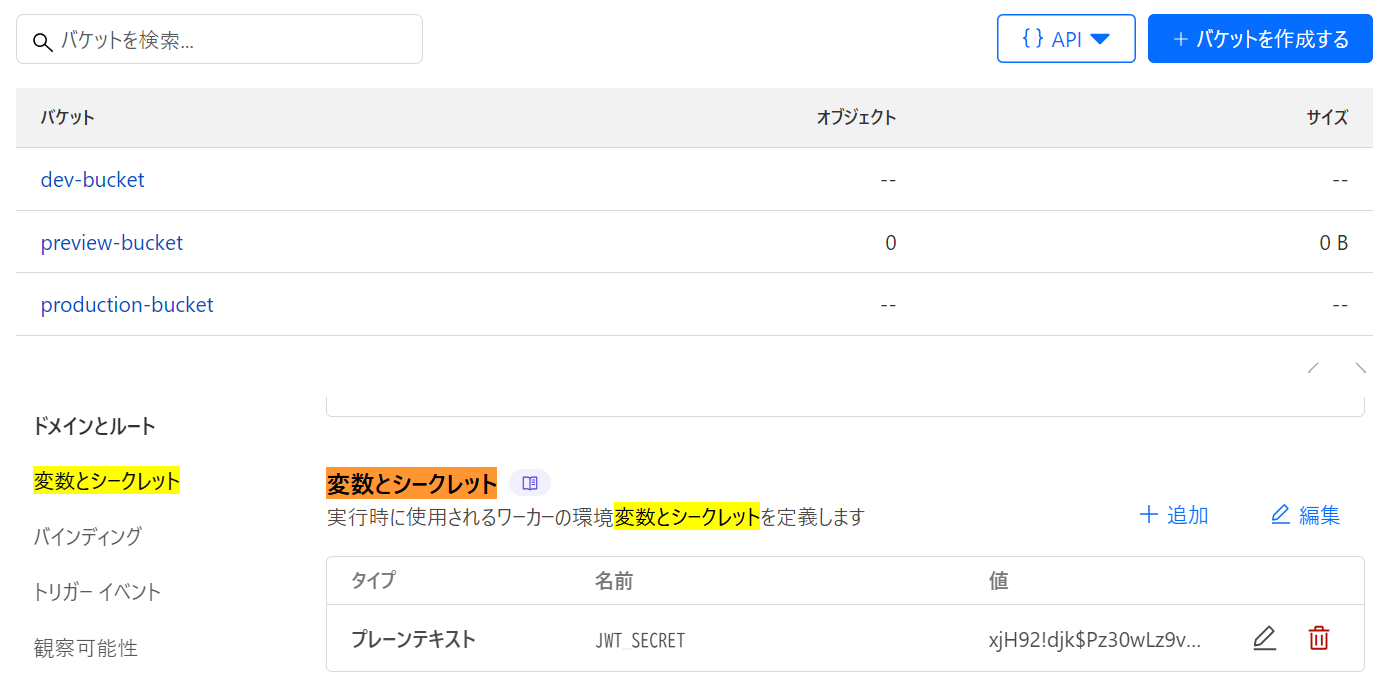 バケットを検索...
{} API
+ バケットを作成する
バケット オブジェクト サイズ
dev-bucket -- --
preview-bucket 0 0 B
production-bucket -- --
ドメインとルート
変数とシークレット
バインディング
トリガー イベント
観察可能性
変数とシークレット
実行時に使用されるワーカーの環境変数とシークレットを定義します
+ 追加
編集
タイプ 名前 値
プレーンテキスト JWT_SECRET xjH92!djk$Pz30wLz9v...